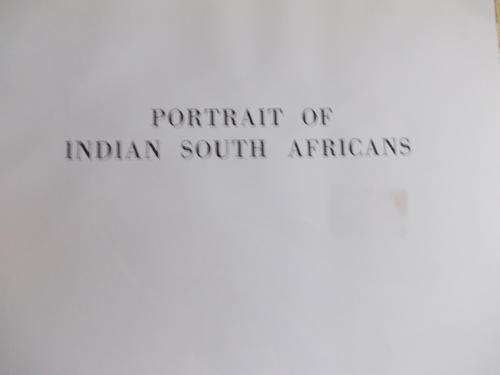 PORTRAIT OF
INDIAN SOUTH AFRICANS